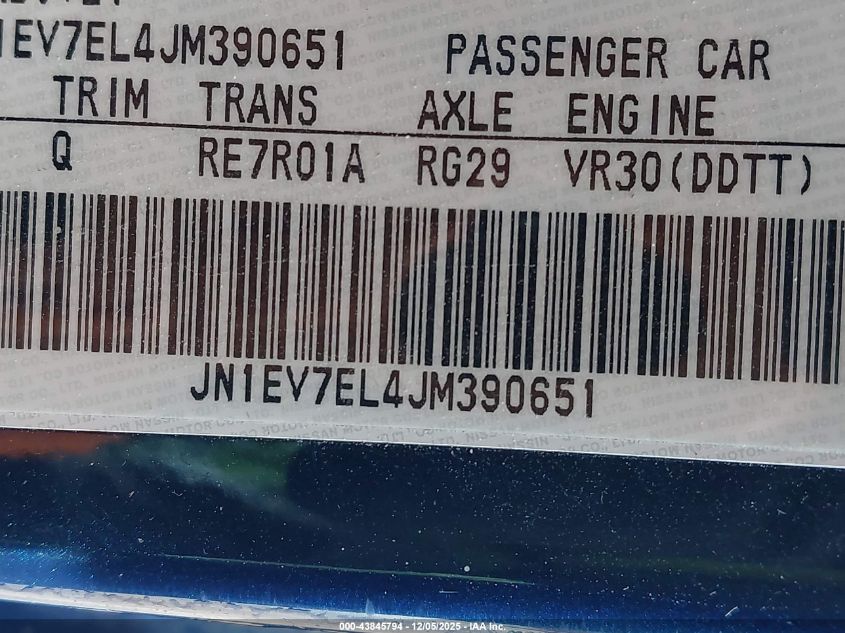 1EV7EL4JM390651 PASSENGER CAR
TRIM TRANS AXLE ENGINE
Q RE7R01A RG29 VR30(DDTT)
JN1EV7EL4JM390651
000-43845794 - 12/05/2025 - IAA Inc.